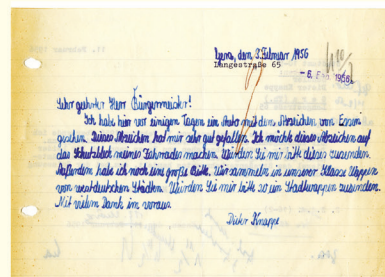 Gera, den 3. Februar 1956
Langestraße 65
- 6. Feb. 1956
Sehr geehrter Herr Bürgermeister!
Ich habe hier vor einigen Tagen ein Auto mit dem Abzeichen von Essen
gesehen. Dieses Abzeichen hat mir sehr gut gefallen. Ich möchte dieses Abzeichen auf
das Schutzblech meines Fahrrades machen. Würden Sie mir bitte dieses zusenden.
Außerdem habe ich noch eine große Bitte. Wir sammeln in unserer Klasse Wappen
von westdeutschen Städten. Würden Sie mir bitte so ein Stadtwappen zusenden.
Mit vielem Dank im voraus.
Dieter Knappe